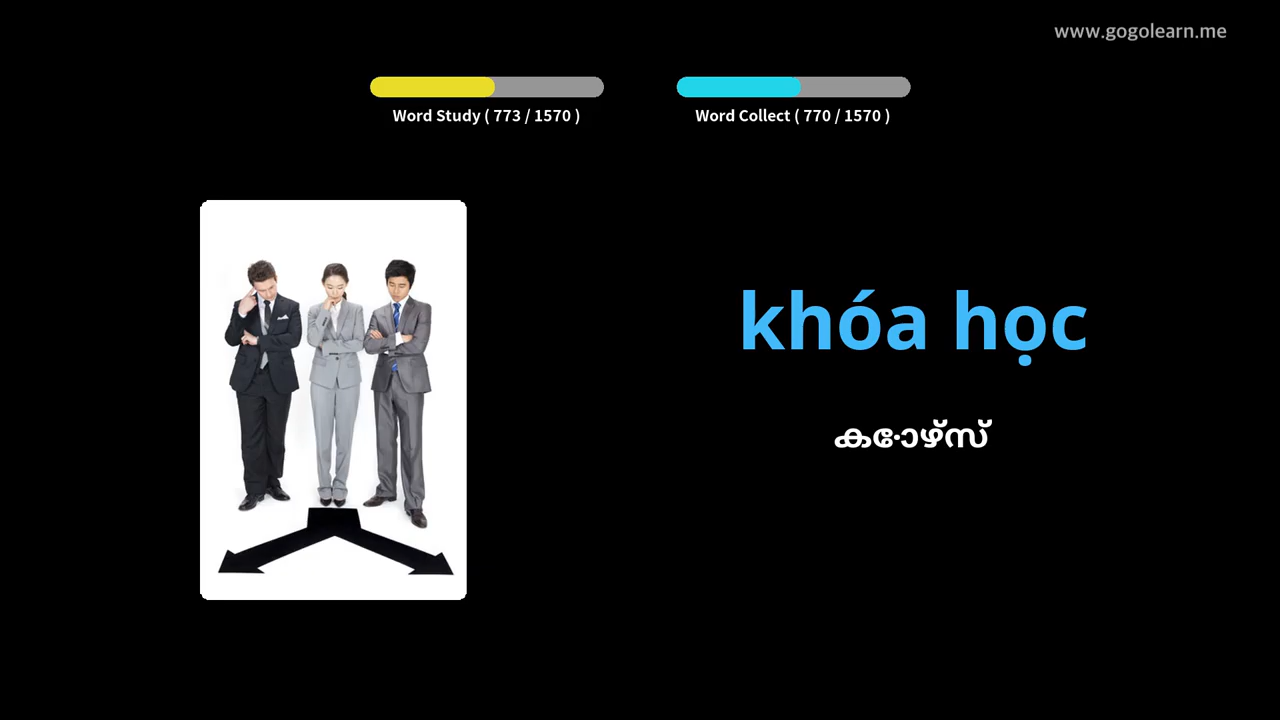 www.gogolearn.me
Word Study ( 773 / 1570 )
Word Collect ( 770 / 1570 )
khóa học
കോഴ്സ്